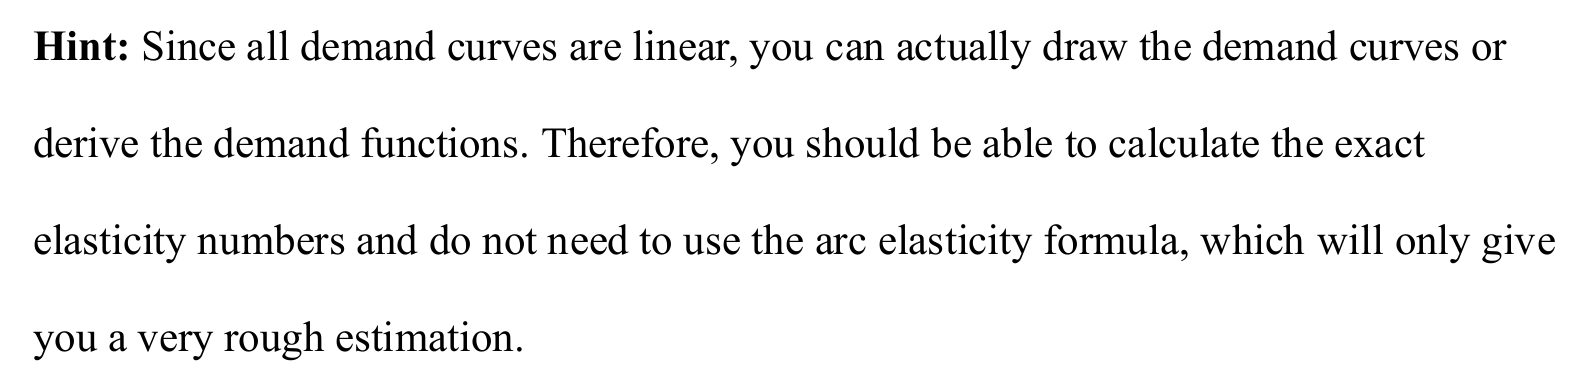 Hint: Since all demand curves are linear, you can actually draw the demand curves or
derive the demand functions. Therefore, you should be able to calculate the exact
elasticity numbers and do not need to use the arc elasticity formula, which will only give
you a very rough estimation.